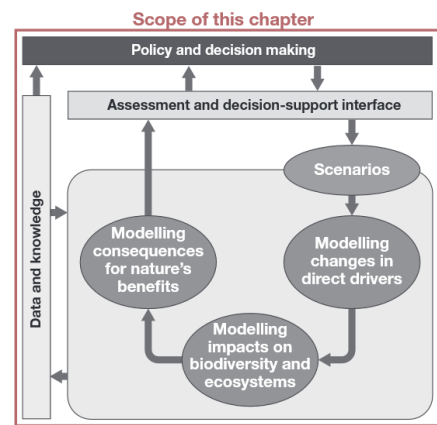 Scope of this chapter
Policy and decision making
Assessment and decision-support interface
Data and knowledge
Scenarios
Modelling
consequences
for nature's
benefits
Modelling
changes in
direct drivers
Modelling
impacts on
biodiversity and
ecosystems